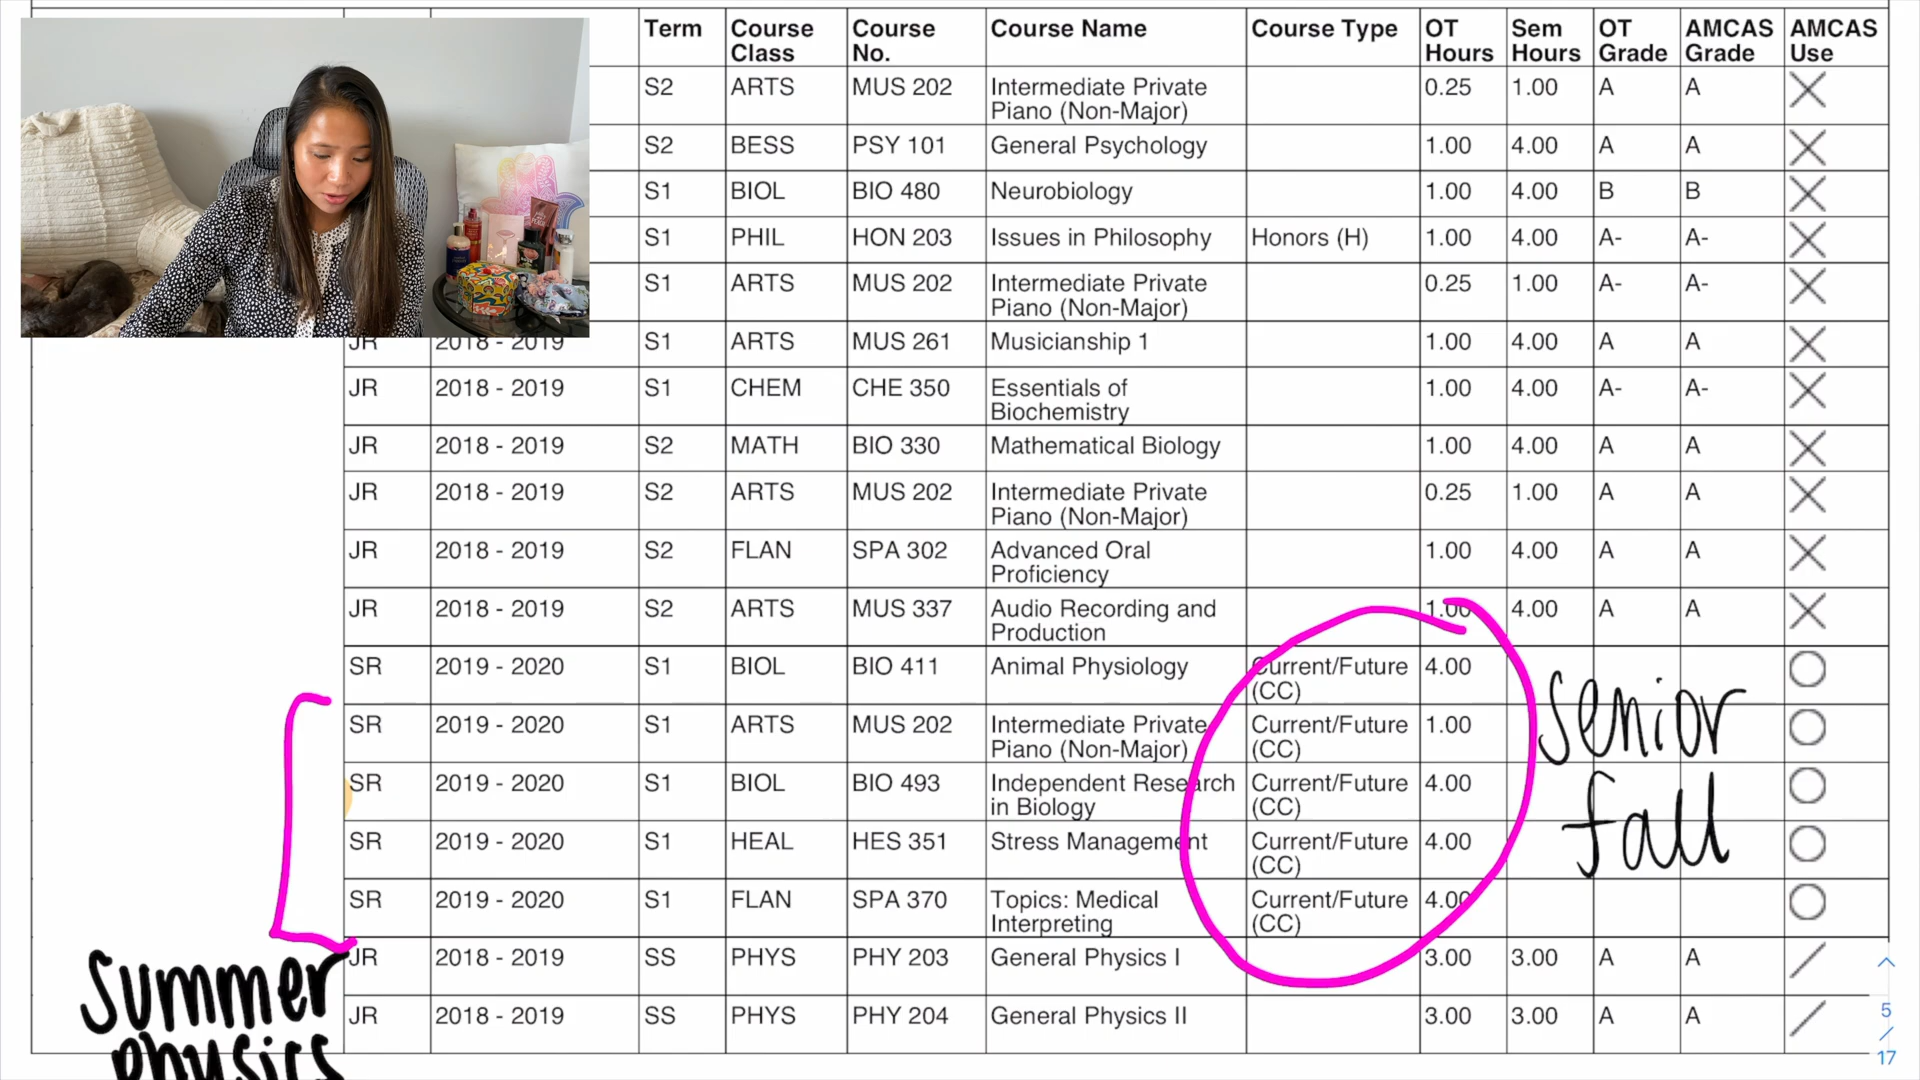 Term Course Class Course No. Course Name Course Type OT Hours Sem Hours OT Grade AMCAS Grade AMCAS Use
S2 ARTS MUS 202 Intermediate Private Piano (Non-Major) 0.25 1.00 A A
S2 BESS PSY 101 General Psychology 1.00 4.00 A A
S1 BIOL BIO 480 Neurobiology 1.00 4.00 B B
S1 PHIL HON 203 Issues in Philosophy Honors (H) 1.00 4.00 A- A-
S1 ARTS MUS 202 Intermediate Private Piano (Non-Major) 0.25 1.00 A- A-
JR 2018 - 2019 S1 ARTS MUS 261 Musicianship 1 1.00 4.00 A A
JR 2018 - 2019 S1 CHEM CHE 350 Essentials of Biochemistry 1.00 4.00 A- A-
JR 2018 - 2019 S2 MATH BIO 330 Mathematical Biology 1.00 4.00 A A
JR 2018 - 2019 S2 ARTS MUS 202 Intermediate Private Piano (Non-Major) 0.25 1.00 A A
JR 2018 - 2019 S2 FLAN SPA 302 Advanced Oral Proficiency 1.00 4.00 A A
JR 2018 - 2019 S2 ARTS MUS 337 Audio Recording and Production 1.00 4.00 A A
SR 2019 - 2020 S1 BIOL BIO 411 Animal Physiology Current/Future (CC) 4.00
SR 2019 - 2020 S1 ARTS MUS 202 Intermediate Private Piano (Non-Major) Current/Future (CC) 1.00
SR 2019 - 2020 S1 BIOL BIO 493 Independent Research in Biology Current/Future (CC) 4.00
SR 2019 - 2020 S1 HEAL HES 351 Stress Management Current/Future (CC) 4.00
SR 2019 - 2020 S1 FLAN SPA 370 Topics: Medical Interpreting Current/Future (CC) 4.00
JR 2018 - 2019 SS PHYS PHY 203 General Physics I 3.00 3.00 A A
JR 2018 - 2019 SS PHYS PHY 204 General Physics II 3.00 3.00 A A
Senior
fall
Summer
physics
5
/
17